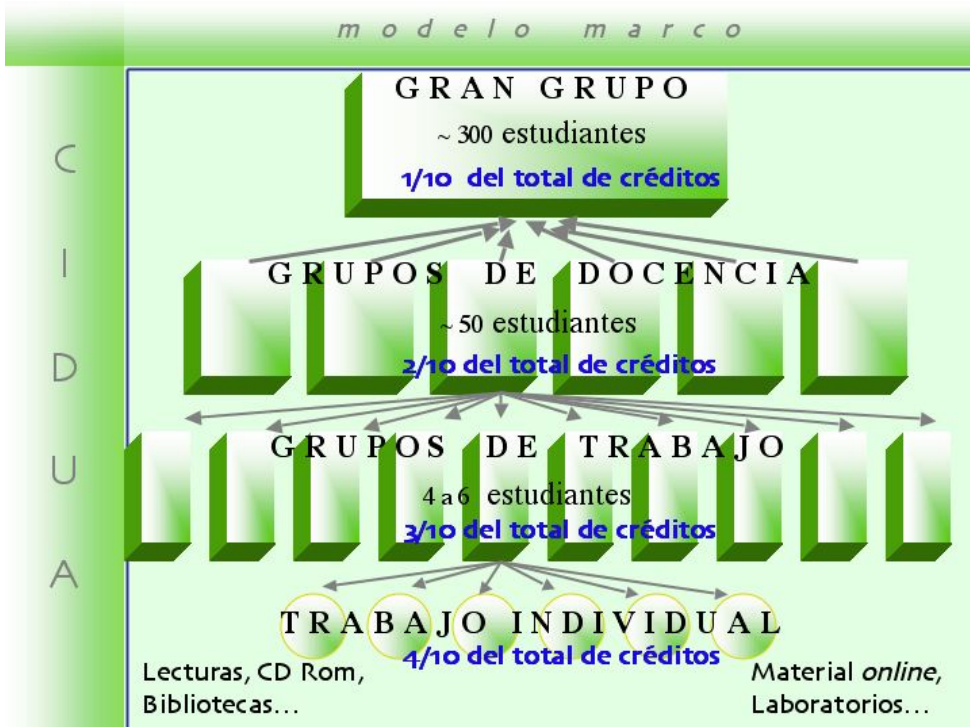 modelo marco
CIDUA
GRAN GRUPO
~ 300 estudiantes
1/10 del total de créditos
GRUPOS DE DOCENCIA
~ 50 estudiantes
2/10 del total de créditos
GRUPOS DE TRABAJO
4 a 6 estudiantes
3/10 del total de créditos
TRABAJO INDIVIDUAL
4/10 del total de créditos
Lecturas, CD Rom,
Bibliotecas...
Material online,
Laboratorios...